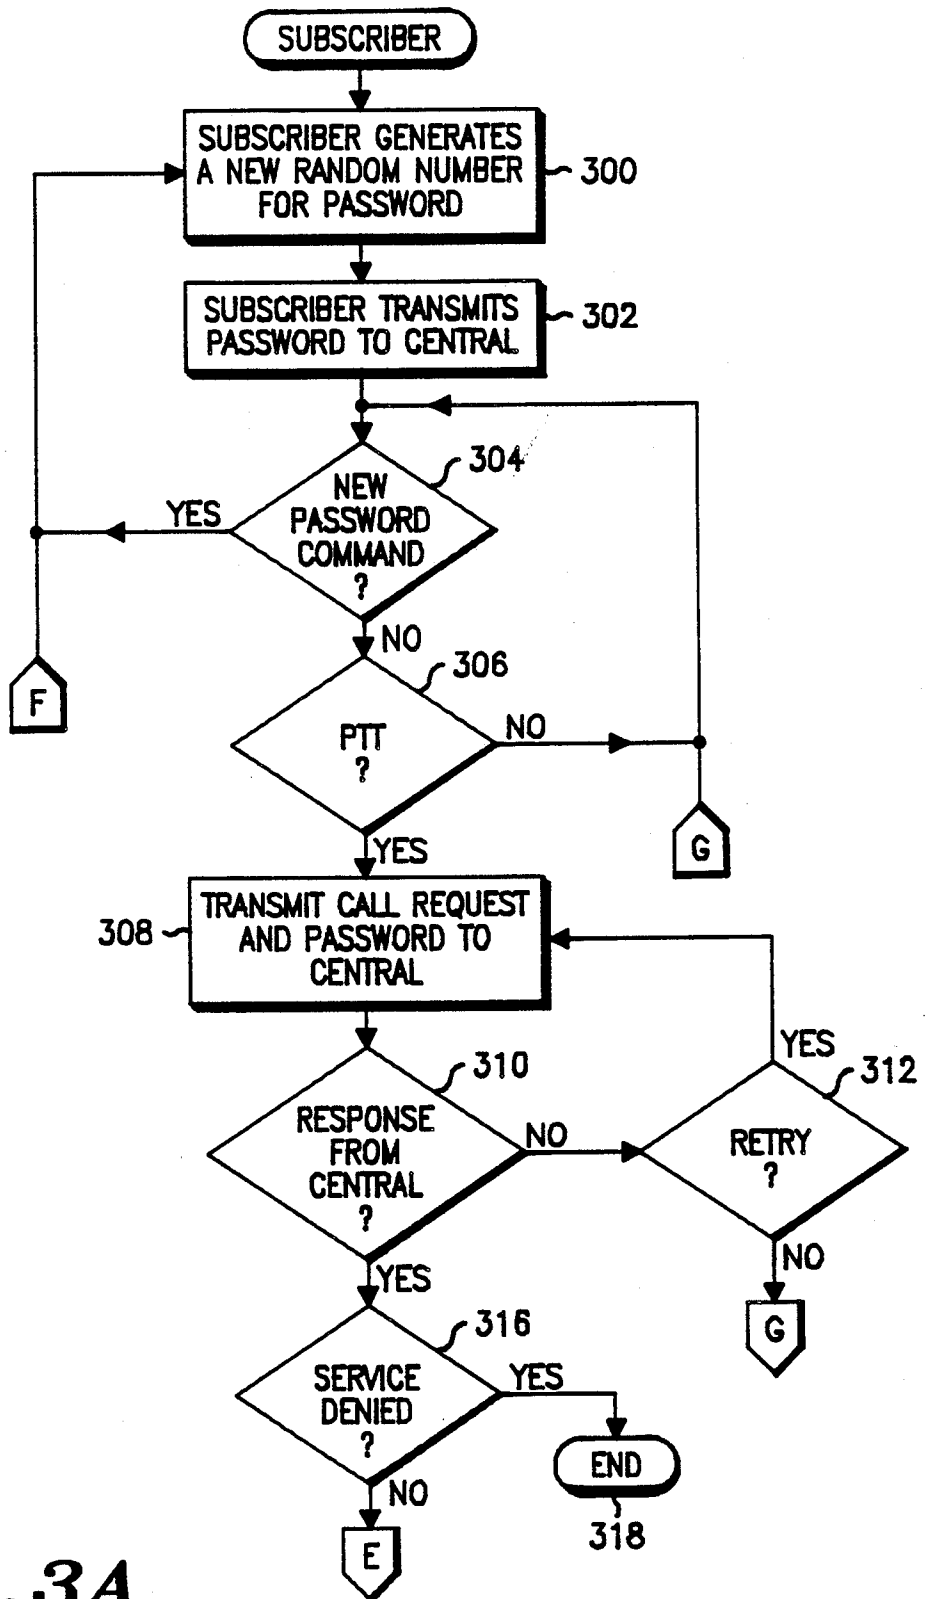 SUBSCRIBER
SUBSCRIBER GENERATES
A NEW RANDOM NUMBER
FOR PASSWORD
300
SUBSCRIBER TRANSMITS
PASSWORD TO CENTRAL
302
304
NEW
PASSWORD
COMMAND
?
YES
NO
F
306
PTT
?
NO
G
YES
308
TRANSMIT CALL REQUEST
AND PASSWORD TO
CENTRAL
YES
310
312
RESPONSE
FROM
CENTRAL
?
NO
RETRY
?
YES
NO
G
316
SERVICE
DENIED
?
YES
END
318
NO
E
3A